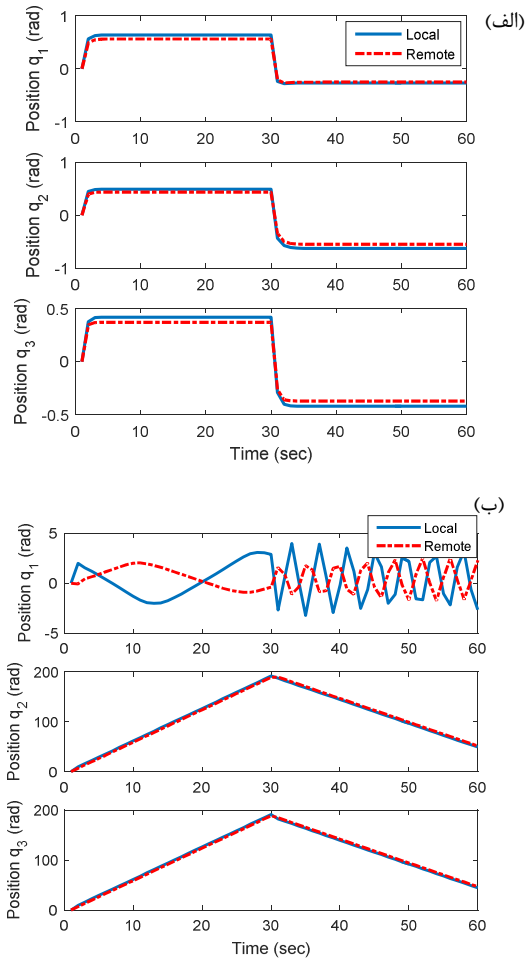 (الف)
Position q1 (rad)
1
0
-1
0 10 20 30 40 50 60
Local
Remote
Position q2 (rad)
1
0
-1
0 10 20 30 40 50 60
Position q3 (rad)
0.5
0
-0.5
0 10 20 30 40 50 60
Time (sec)
(ب)
Position q1 (rad)
5
0
-5
0 10 20 30 40 50 60
Local
Remote
Position q2 (rad)
200
100
0
0 10 20 30 40 50 60
Position q3 (rad)
200
100
0
0 10 20 30 40 50 60
Time (sec)